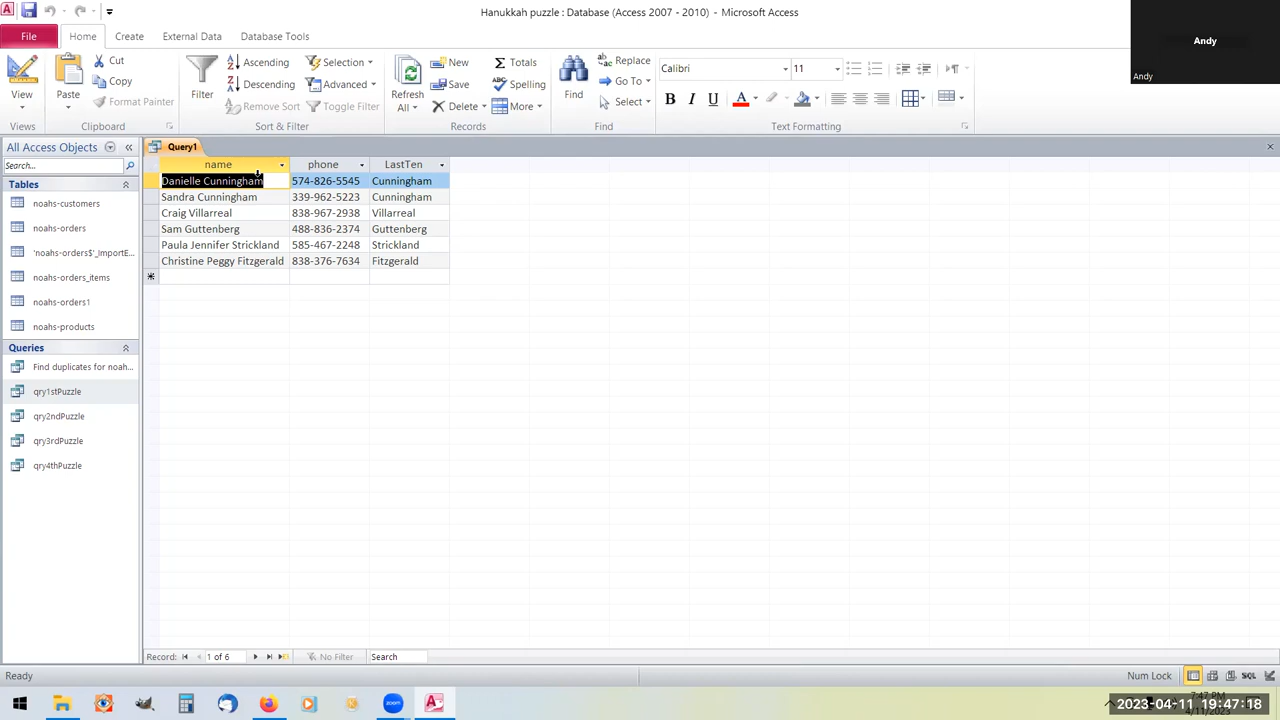 Hanukkah puzzle : Database (Access 2007 - 2010) - Microsoft Access
Andy
Andy
File
Home
Create
External Data
Database Tools
View
Views
Paste
Cut
Copy
Format Painter
Clipboard
Filter
Ascending
Descending
Remove Sort
Selection
Advanced
Toggle Filter
Sort & Filter
Refresh
All
New
Save
Delete
Totals
Spelling
More
Records
Find
Replace
Go To
Select
Find
Calibri
11
B I U A
Text Formatting
All Access Objects
Search...
Tables
noahs-customers
noahs-orders
'noahs-orders$'_ImportE...
noahs-orders_items
noahs-orders1
noahs-products
Queries
Find duplicates for noah...
qry1stPuzzle
qry2ndPuzzle
qry3rdPuzzle
qry4thPuzzle
Query1
name phone LastTen
Danielle Cunningham 574-826-5545 Cunningham
Sandra Cunningham 339-962-5223 Cunningham
Craig Villarreal 838-967-2938 Villarreal
Sam Guttenberg 488-836-2374 Guttenberg
Paula Jennifer Strickland 585-467-2248 Strickland
Christine Peggy Fitzgerald 838-376-7634 Fitzgerald
Record: 1 of 6 No Filter Search
Ready
Num Lock
SQL
zoom
2023-04-11 19:47:18